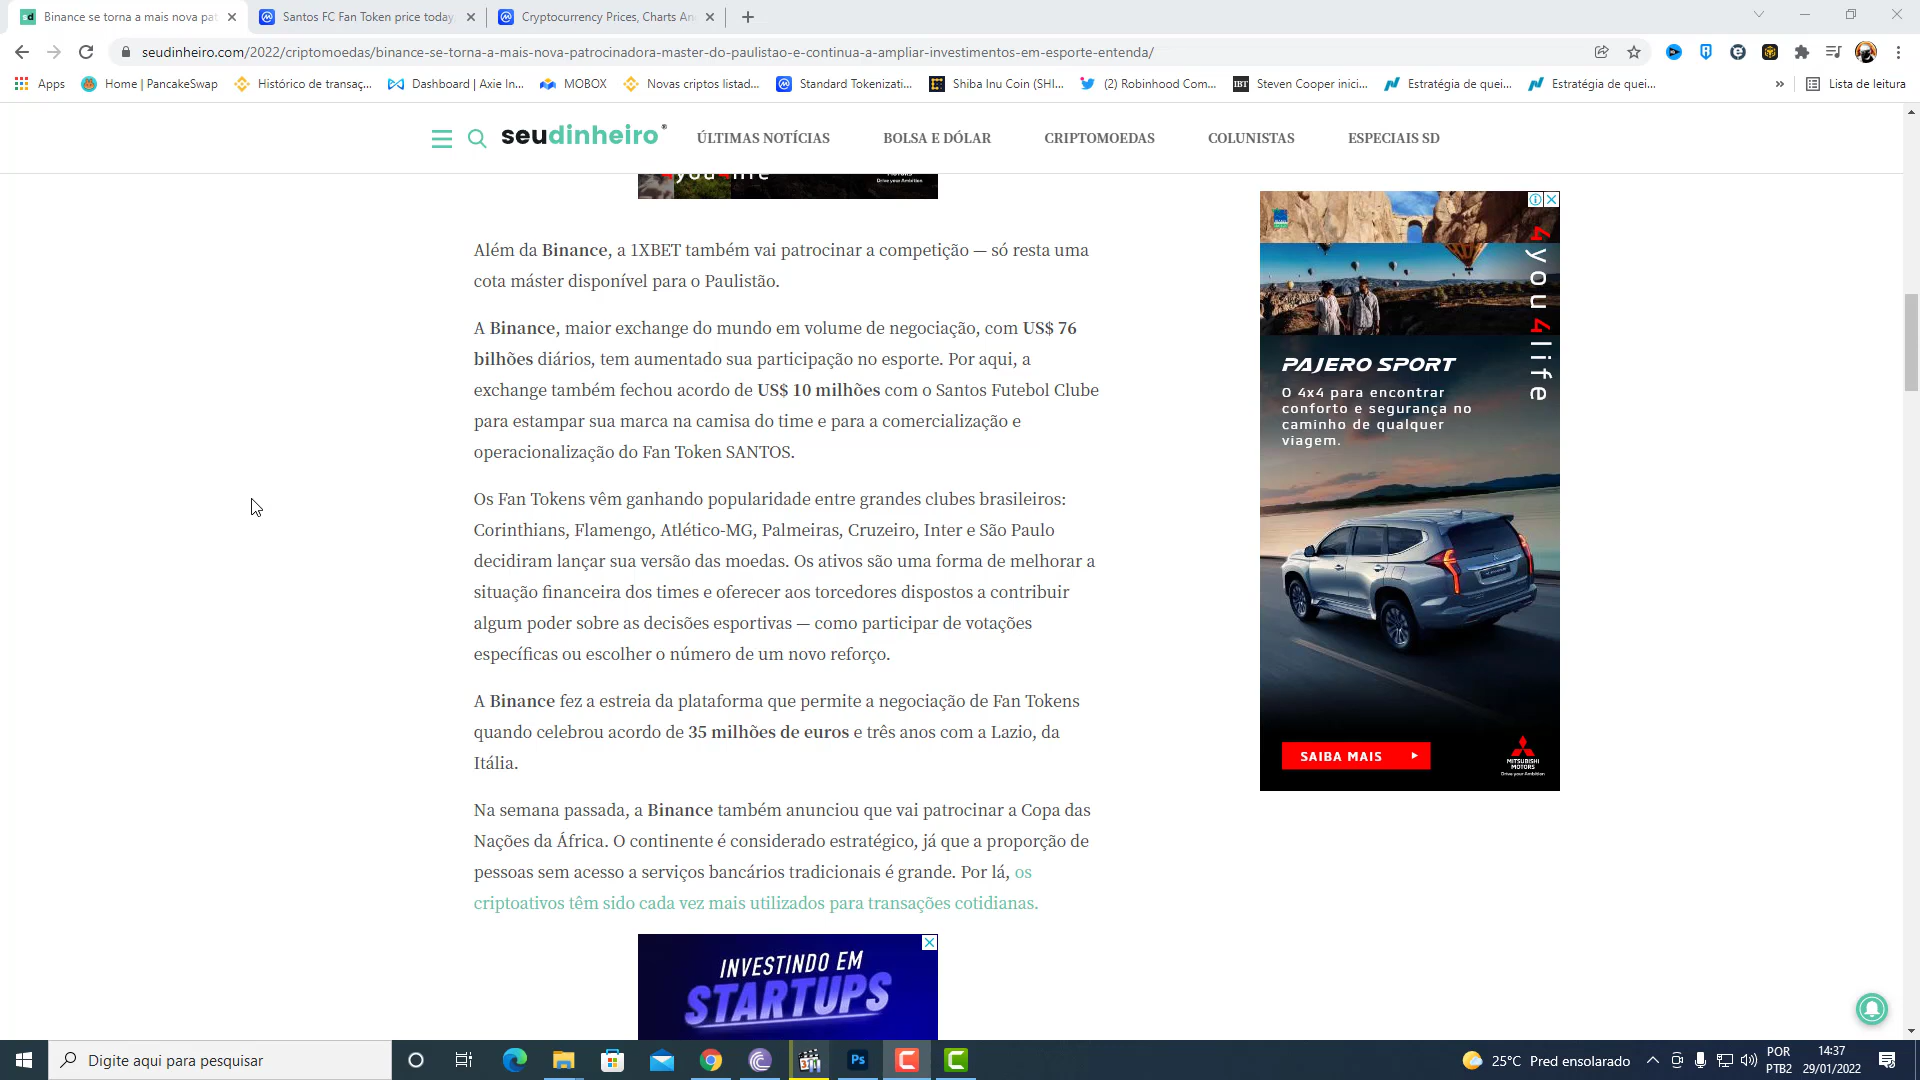 Binance se torna a mais nova pat
Santos FC Fan Token price today,
Cryptocurrency Prices, Charts An
seudinheiro.com/2022/criptomoedas/binance-se-torna-a-mais-nova-patrocinadora-master-do-paulistao-e-continua-a-ampliar-investimentos-em-esporte-entenda/
Apps
Home | PancakeSwap
Histórico de transaç...
Dashboard | Axie In...
MOBOX
Novas criptos listad...
Standard Tokenizati...
Shiba Inu Coin (SHI...
(2) Robinhood Com...
Steven Cooper inici...
Estratégia de quei...
Estratégia de quei...
»
Lista de leitura
seudinheiro
ÚLTIMAS NOTÍCIAS
BOLSA E DÓLAR
CRIPTOMOEDAS
COLUNISTAS
ESPECIAIS SD
Drive your Ambition
Além da Binance, a 1XBET também vai patrocinar a competição — só resta uma
cota máster disponível para o Paulistão.
A Binance, maior exchange do mundo em volume de negociação, com US$ 76
bilhões diários, tem aumentado sua participação no esporte. Por aqui, a
exchange também fechou acordo de US$ 10 milhões com o Santos Futebol Clube
para estampar sua marca na camisa do time e para a comercialização e
operacionalização do Fan Token SANTOS.
Os Fan Tokens vêm ganhando popularidade entre grandes clubes brasileiros:
Corinthians, Flamengo, Atlético-MG, Palmeiras, Cruzeiro, Inter e São Paulo
decidiram lançar sua versão das moedas. Os ativos são uma forma de melhorar a
situação financeira dos times e oferecer aos torcedores dispostos a contribuir
algum poder sobre as decisões esportivas — como participar de votações
específicas ou escolher o número de um novo reforço.
A Binance fez a estreia da plataforma que permite a negociação de Fan Tokens
quando celebrou acordo de 35 milhões de euros e três anos com a Lazio, da
Itália.
Na semana passada, a Binance também anunciou que vai patrocinar a Copa das
Nações da África. O continente é considerado estratégico, já que a proporção de
pessoas sem acesso a serviços bancários tradicionais é grande. Por lá, os
criptoativos têm sido cada vez mais utilizados para transações cotidianas.
INVESTINDO EM
STARTUPS
4you4life
PAJERO SPORT
O 4x4 para encontrar
conforto e segurança no
caminho de qualquer
viagem.
SAIBA MAIS
MITSUBISHI
MOTORS
Drive your Ambition
Digite aqui para pesquisar
Ps
25°C Pred ensolarado
POR
PTB2
14:37
29/01/2022